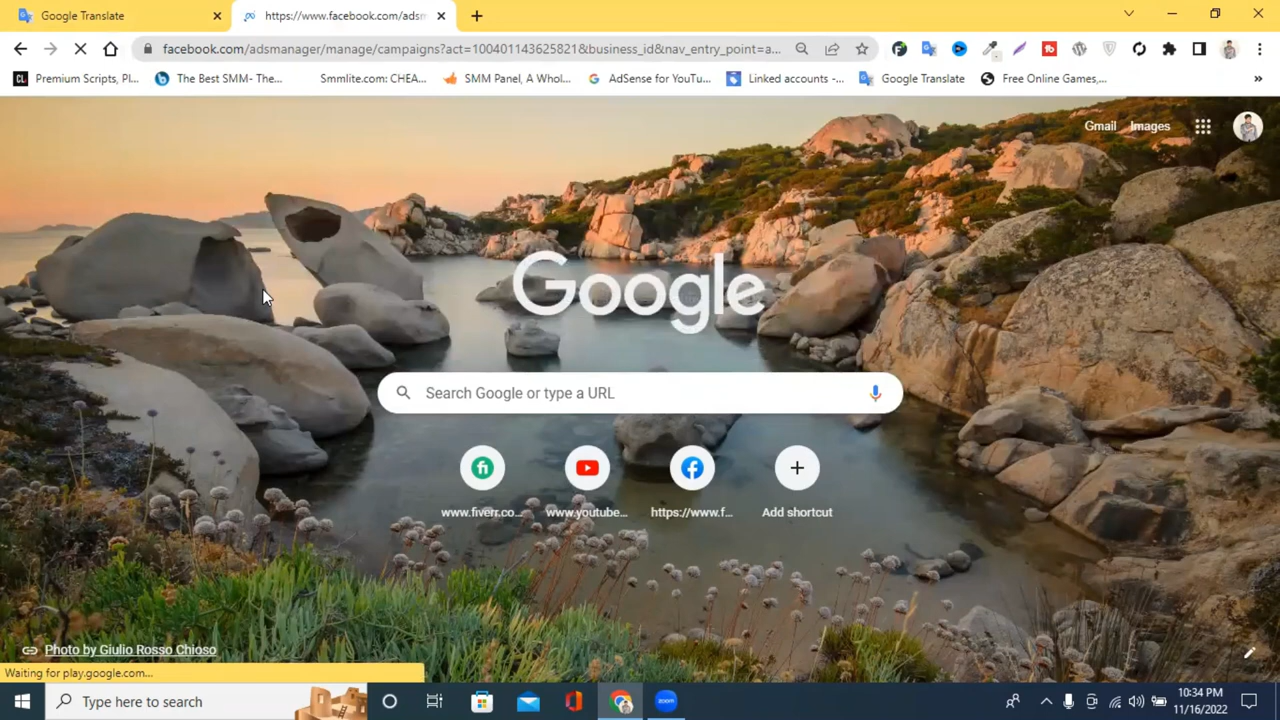 Google Translate
https://www.facebook.com/adsm
facebook.com/adsmanager/manage/campaigns?act=100401143625821&business_id&nav_entry_point=a...
Premium Scripts, Pl...
The Best SMM- The...
Smmlite.com: CHEA...
SMM Panel, A Whol...
AdSense for YouTu...
Linked accounts -...
Google Translate
Free Online Games,...
»
Gmail
Images
Google
Search Google or type a URL
www.fiverr.co...
www.youtube...
https://www.f...
Add shortcut
Photo by Giulio Rosso Chioso
Waiting for play.google.com...
Type here to search
zoom
10:34 PM
11/16/2022